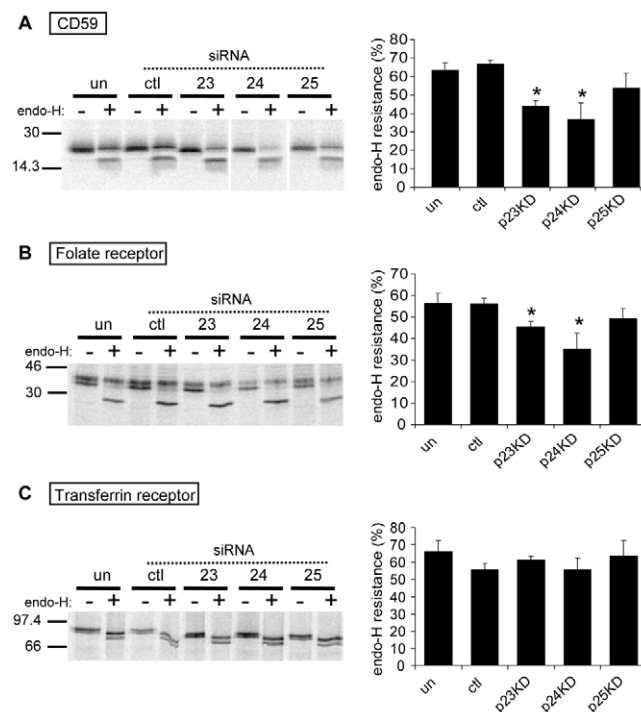 A CD59
siRNA
un ctl 23 24 25
endo-H: - + - + - + - + - +
30
14.3
endo-H resistance (%)
80
70
60
50
40
30
20
10
0
* *
un ctl p23KD p24KD p25KD
B Folate receptor
siRNA
un ctl 23 24 25
endo-H: - + - + - + - + - +
46
30
endo-H resistance (%)
70
60
50
40
30
20
10
0
* *
un ctl p23KD p24KD p25KD
C Transferrin receptor
siRNA
un ctl 23 24 25
endo-H: - + - + - + - + - +
97.4
66
endo-H resistance (%)
80
70
60
50
40
30
20
10
0
un ctl p23KD p24KD p25KD